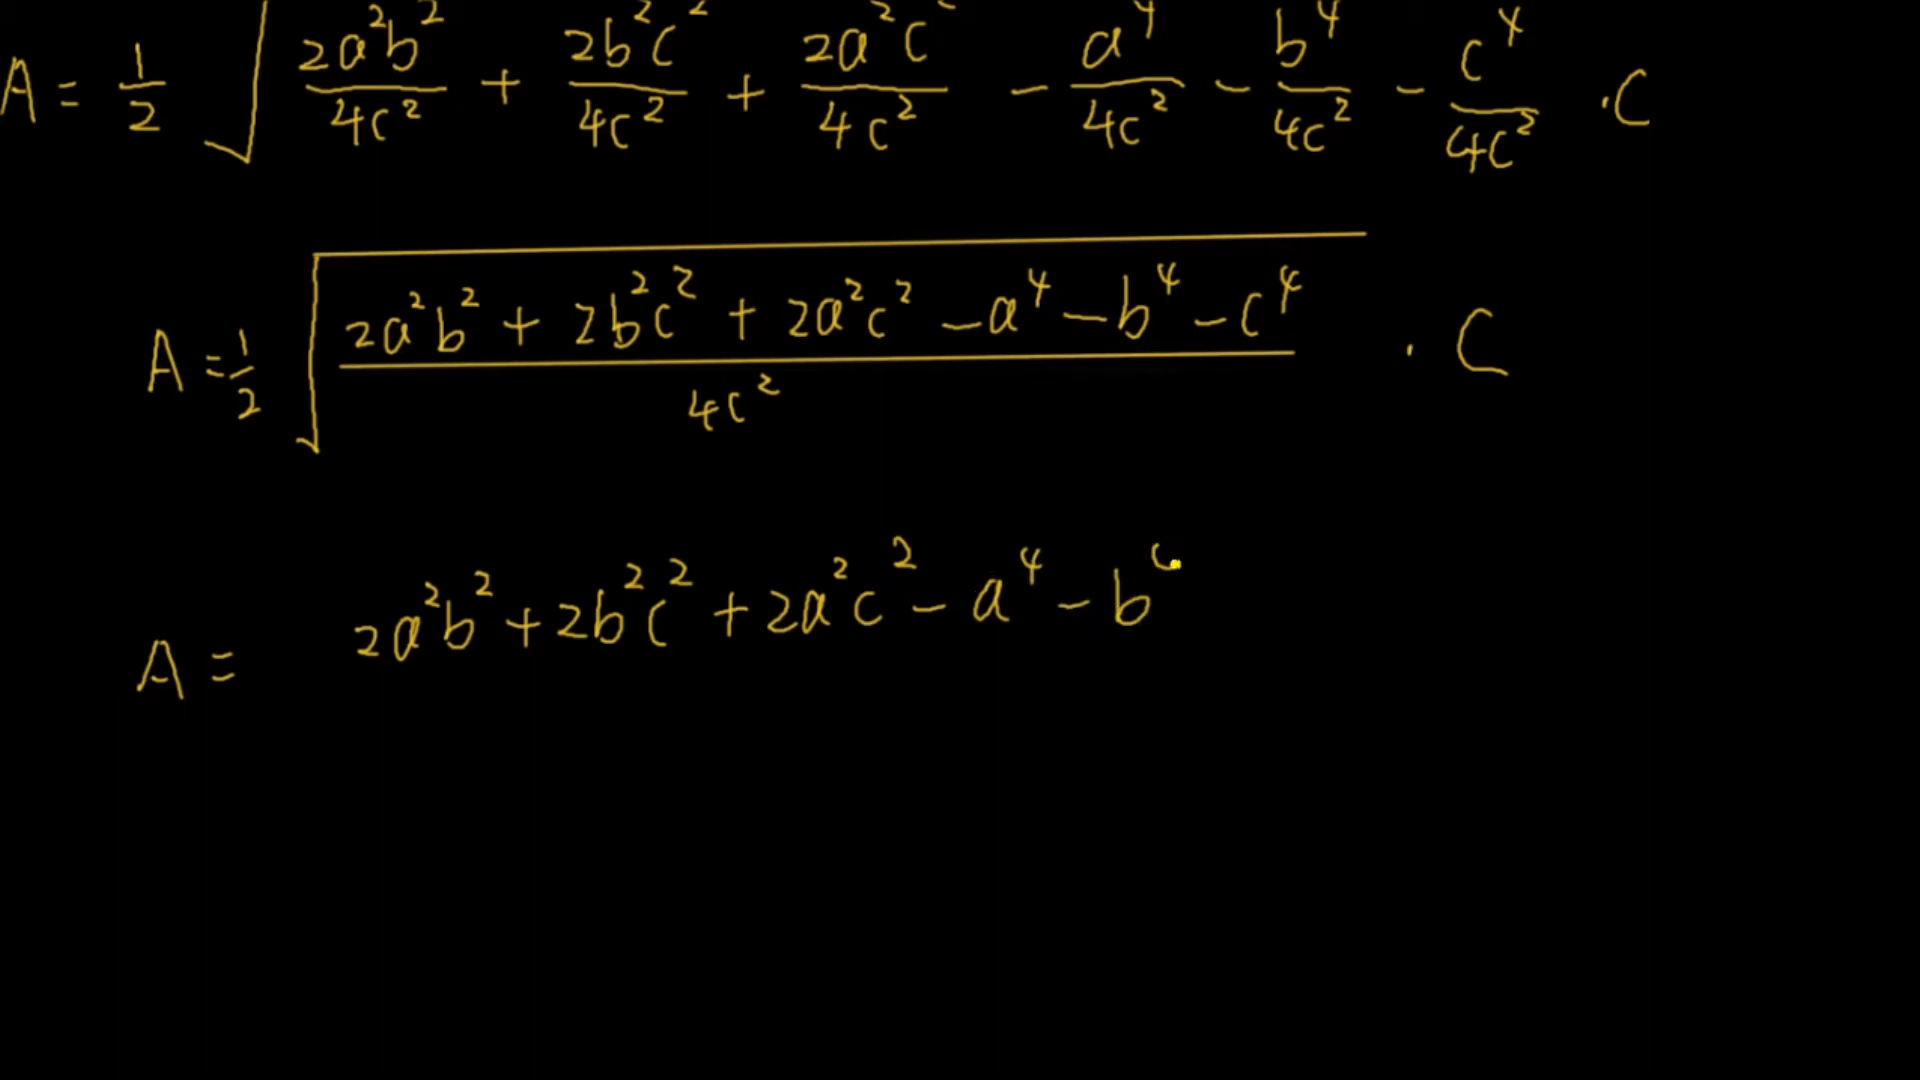 A = 1/2 √ 2a²b²/4c² + 2b²c²/4c² + 2a²c²/4c² - a⁴/4c² - b⁴/4c² - c⁴/4c² · C
A = 1/2 √ 2a²b² + 2b²c² + 2a²c² - a⁴ - b⁴ - c⁴ / 4c² · C
A = 2a²b² + 2b²c² + 2a²c² - a⁴ - b